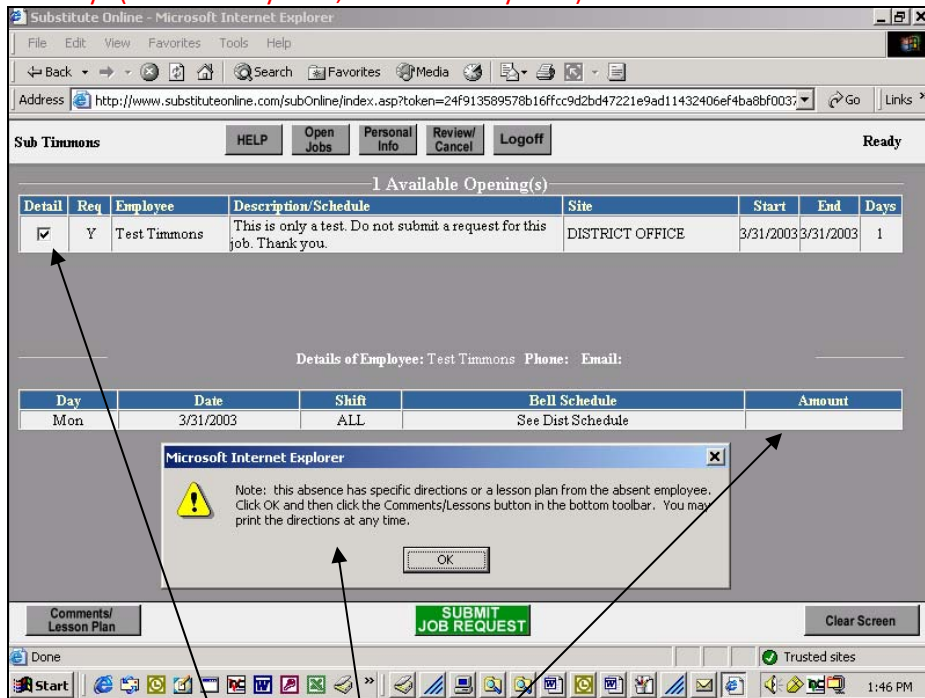 Substitute Online - Microsoft Internet Explorer
File Edit View Favorites Tools Help
Back Search Favorites Media
Address http://www.substituteonline.com/subOnline/index.asp?token=24f913589578b16ffcc9d2bd47221e9ad11432406ef4ba8bf0037 Go Links
Sub Timmons HELP Open Jobs Personal Info Review/ Cancel Logoff Ready
1 Available Opening(s)
Detail Req Employee Description/Schedule Site Start End Days
Y Test Timmons This is only a test. Do not submit a request for this DISTRICT OFFICE 3/31/2003 3/31/2003 1
job. Thank you.
Details of Employee: Test Timmons Phone: Email:
Day Date Shift Bell Schedule Amount
Mon 3/31/2003 ALL See Dist Schedule
Microsoft Internet Explorer
Note: this absence has specific directions or a lesson plan from the absent employee.
Click OK and then click the Comments/Lessons button in the bottom toolbar. You may
print the directions at any time.
OK
Comments/ SUBMIT Clear Screen
Lesson Plan JOB REQUEST
Done Trusted sites
Start 1:46 PM